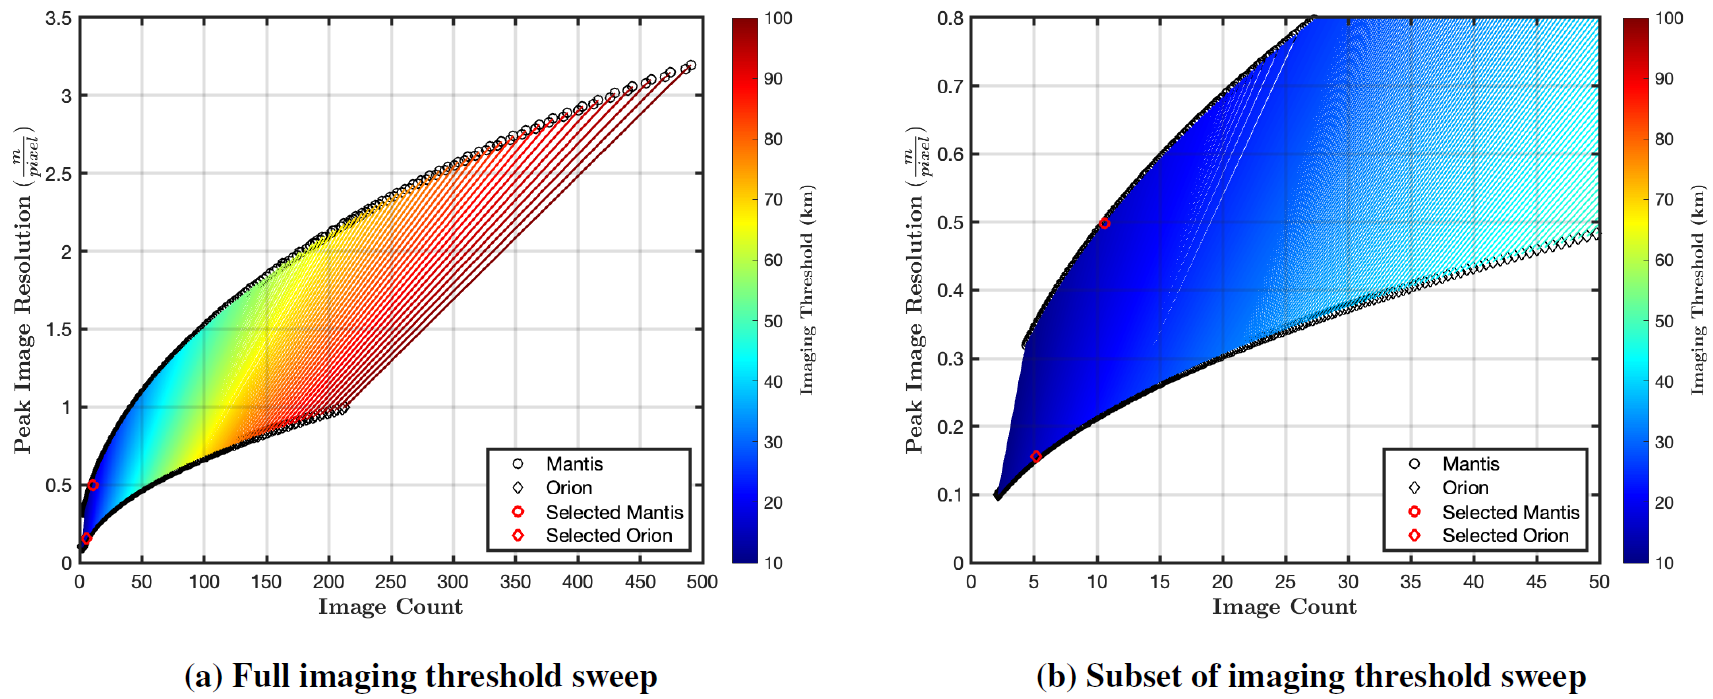 Peak Image Resolution (m/pixel)
3.5
3
2.5
2
1.5
1
0.5
0
0 50 100 150 200 250 300 350 400 450 500
Image Count
Mantis
Orion
Selected Mantis
Selected Orion
100
90
80
70
60
50
40
30
20
10
Imaging Threshold (km)
(a) Full imaging threshold sweep
Peak Image Resolution (m/pixel)
0.8
0.7
0.6
0.5
0.4
0.3
0.2
0.1
0
0 5 10 15 20 25 30 35 40 45 50
Image Count
Mantis
Orion
Selected Mantis
Selected Orion
100
90
80
70
60
50
40
30
20
10
Imaging Threshold (km)
(b) Subset of imaging threshold sweep